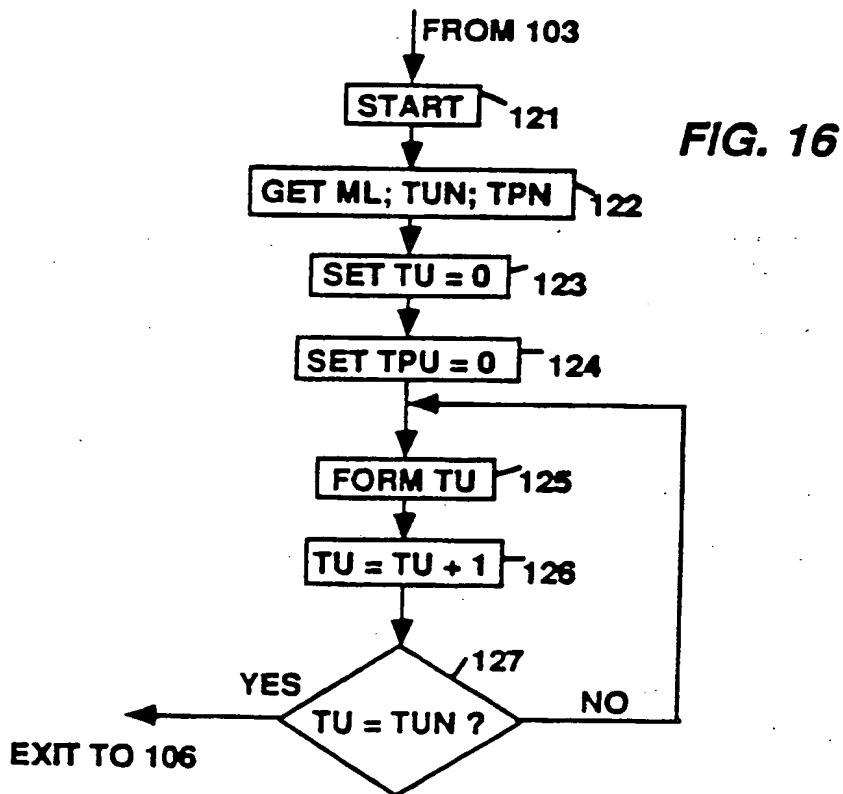 FROM 103
START
121
FIG. 16
GET ML; TUN; TPN
122
SET TU = 0
123
SET TPU = 0
124
FORM TU
125
TU = TU + 1
126
127
YES
TU = TUN ?
NO
EXIT TO 106